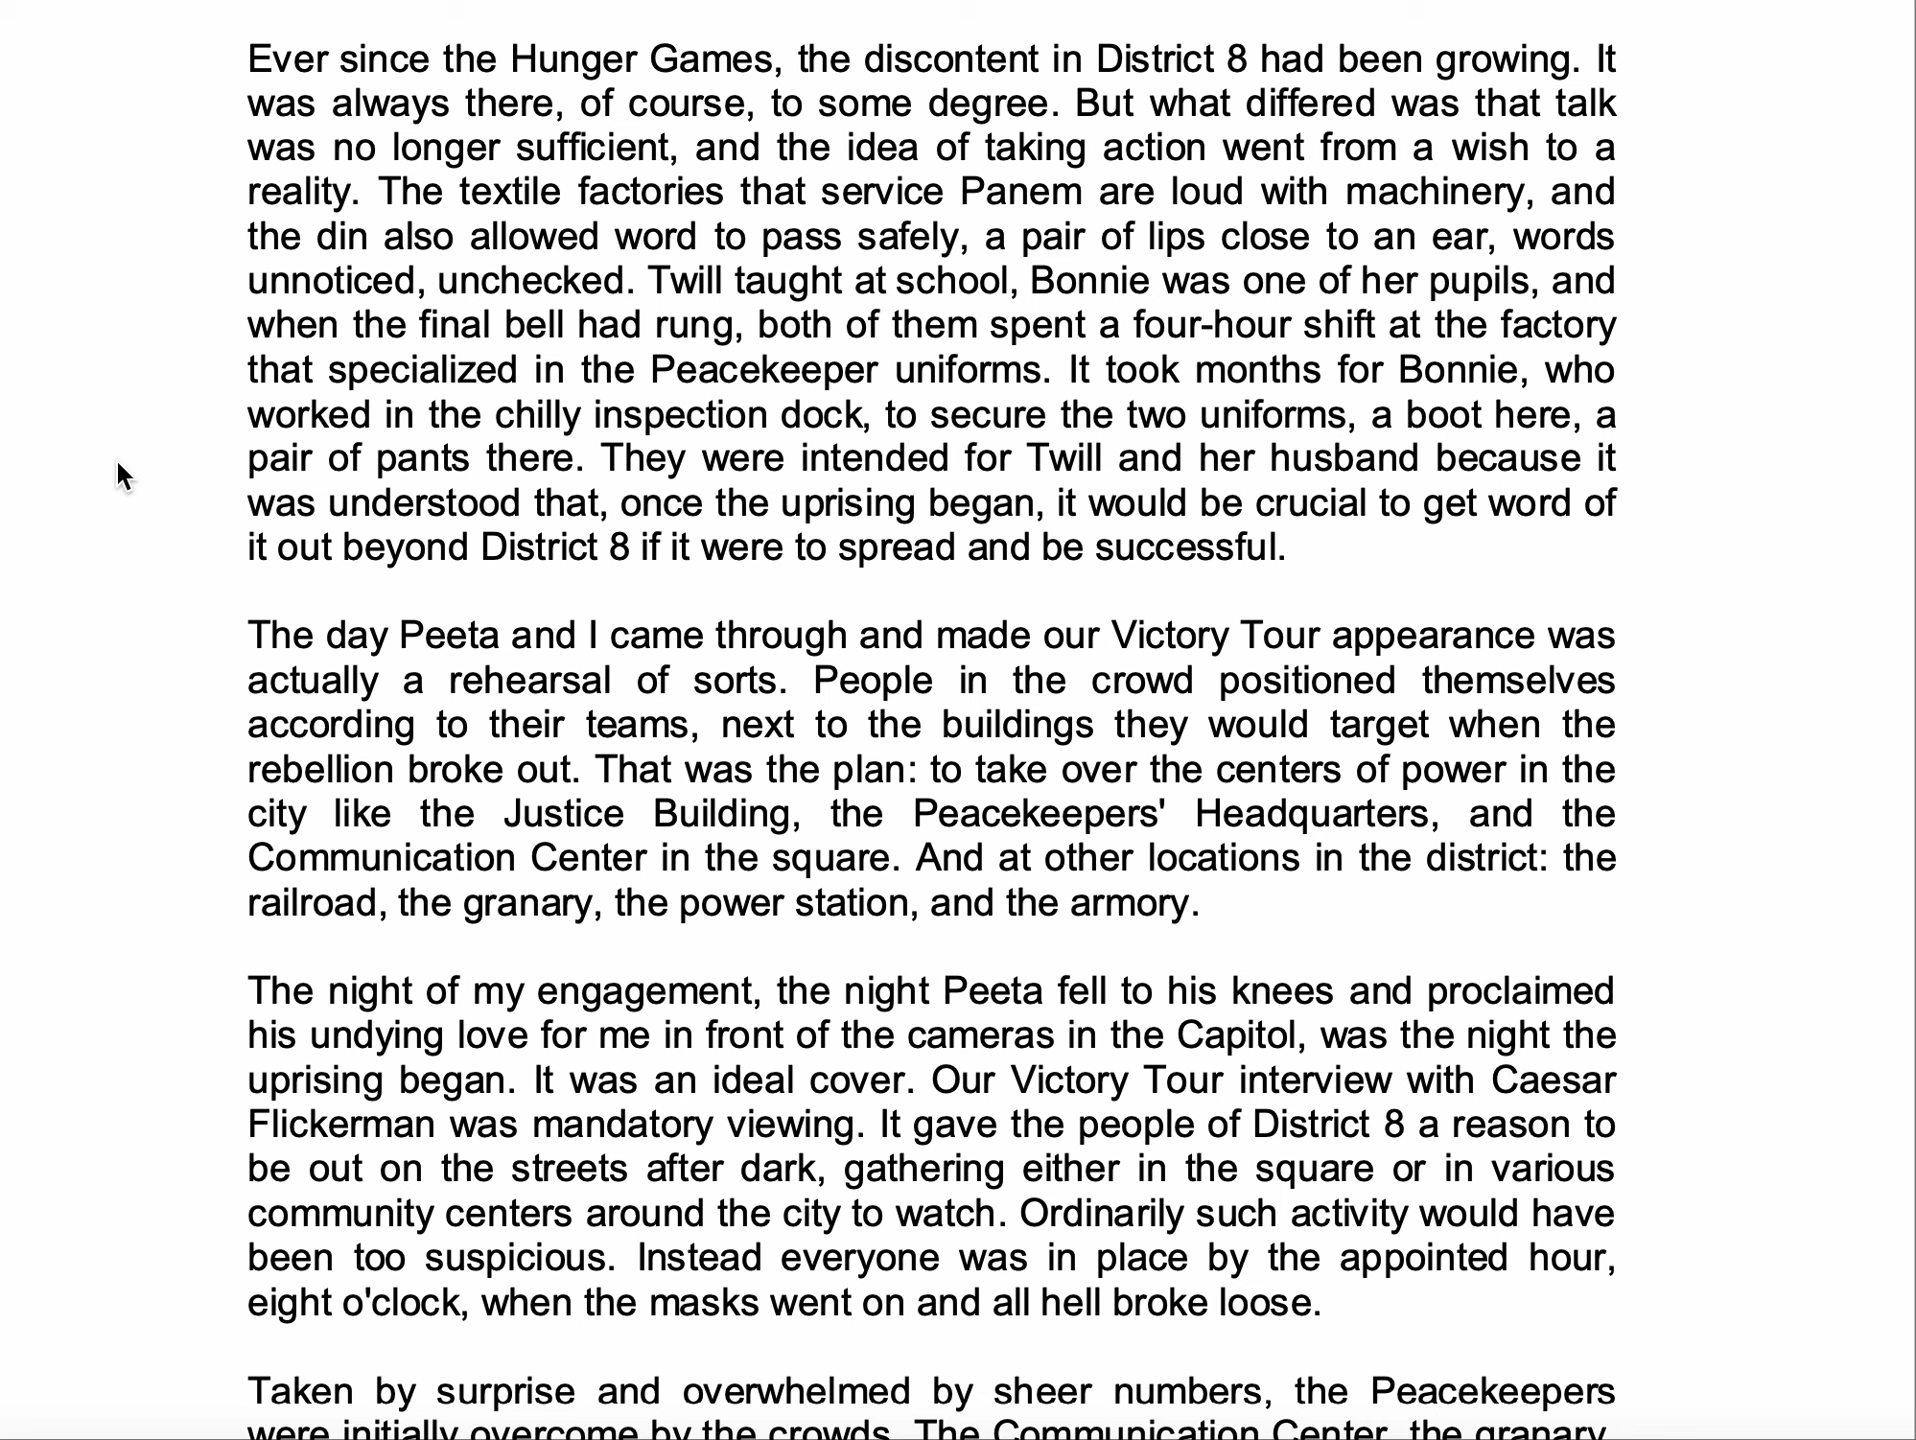 Ever since the Hunger Games, the discontent in District 8 had been growing. It
was always there, of course, to some degree. But what differed was that talk
was no longer sufficient, and the idea of taking action went from a wish to a
reality. The textile factories that service Panem are loud with machinery, and
the din also allowed word to pass safely, a pair of lips close to an ear, words
unnoticed, unchecked. Twill taught at school, Bonnie was one of her pupils, and
when the final bell had rung, both of them spent a four-hour shift at the factory
that specialized in the Peacekeeper uniforms. It took months for Bonnie, who
worked in the chilly inspection dock, to secure the two uniforms, a boot here, a
pair of pants there. They were intended for Twill and her husband because it
was understood that, once the uprising began, it would be crucial to get word of
it out beyond District 8 if it were to spread and be successful.
The day Peeta and I came through and made our Victory Tour appearance was
actually a rehearsal of sorts. People in the crowd positioned themselves
according to their teams, next to the buildings they would target when the
rebellion broke out. That was the plan: to take over the centers of power in the
city like the Justice Building, the Peacekeepers' Headquarters, and the
Communication Center in the square. And at other locations in the district: the
railroad, the granary, the power station, and the armory.
The night of my engagement, the night Peeta fell to his knees and proclaimed
his undying love for me in front of the cameras in the Capitol, was the night the
uprising began. It was an ideal cover. Our Victory Tour interview with Caesar
Flickerman was mandatory viewing. It gave the people of District 8 a reason to
be out on the streets after dark, gathering either in the square or in various
community centers around the city to watch. Ordinarily such activity would have
been too suspicious. Instead everyone was in place by the appointed hour,
eight o'clock, when the masks went on and all hell broke loose.
Taken by surprise and overwhelmed by sheer numbers, the Peacekeepers
were initially overcome by the crowds. The Communication Center, the granary,